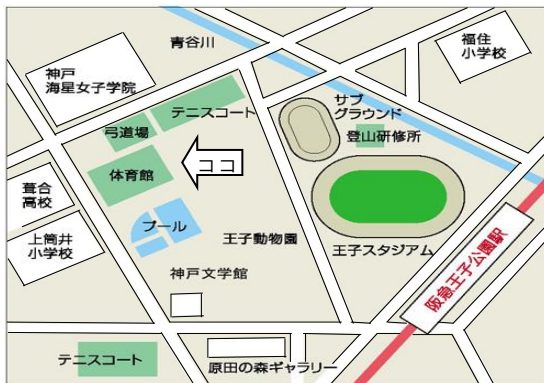 青谷川
福住
小学校
神戸
海星女子学院
テニスコート
サブ
グラウンド
登山研修所
弓道場
ココ
体育館
葺合
高校
プール
上筒井
小学校
王子動物園
王子スタジアム
阪急王子公園駅
神戸文学館
テニスコート
原田の森ギャラリー